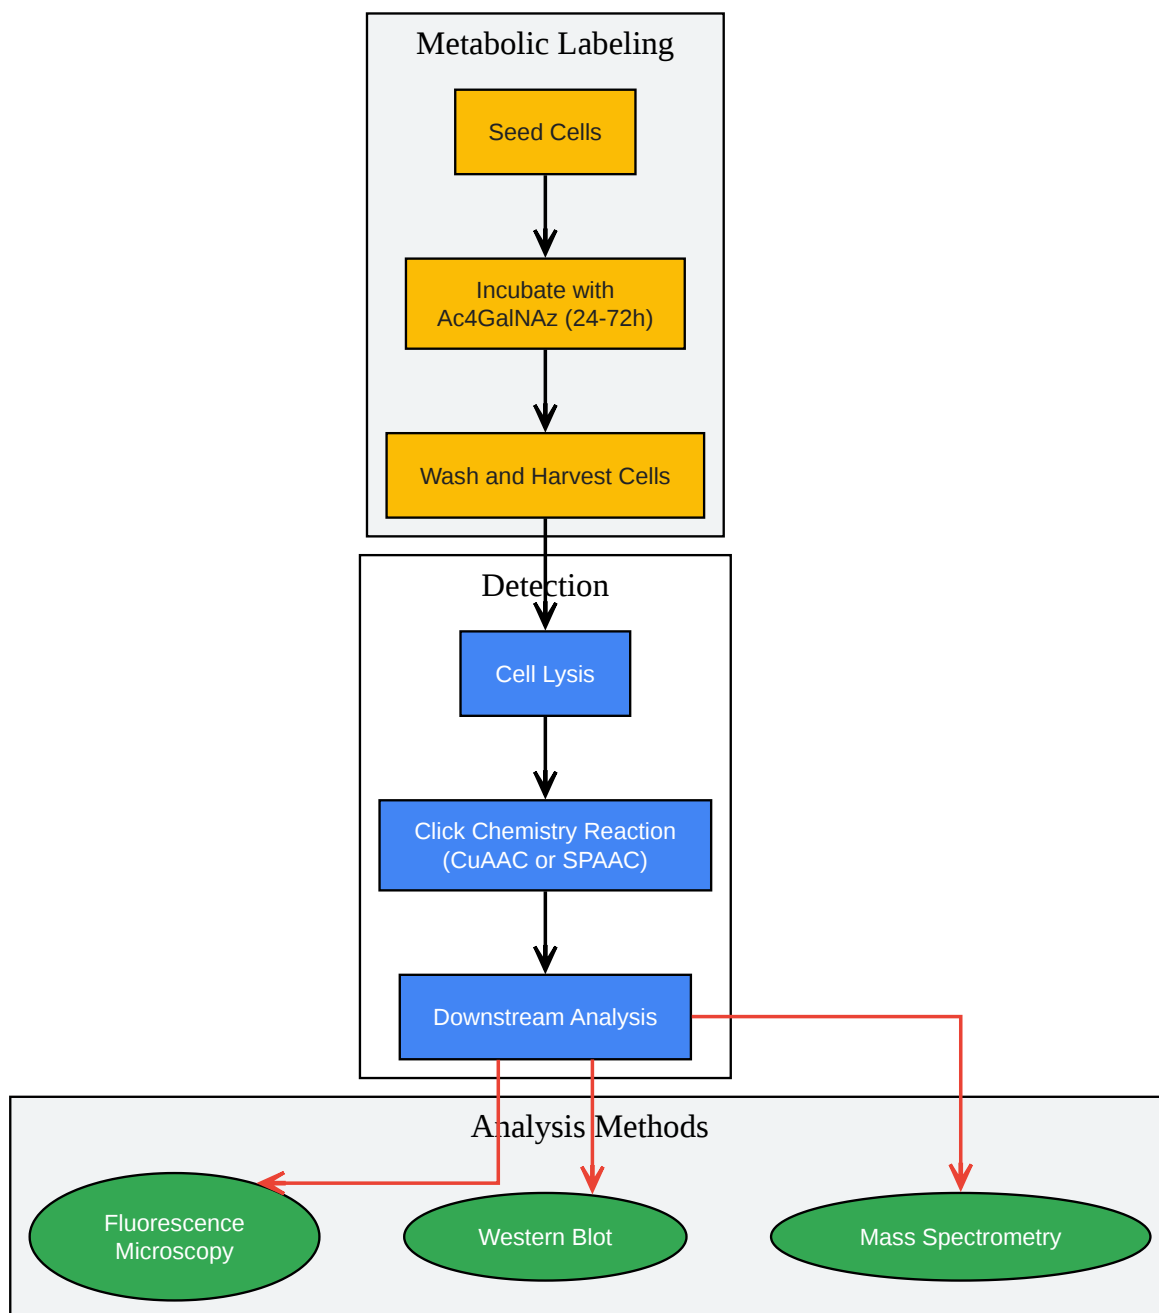 Metabolic Labeling
Seed Cells
Incubate with
Ac4GalNAz (24-72h)
Wash and Harvest Cells
Detection
Cell Lysis
Click Chemistry Reaction
(CuAAC or SPAAC)
Downstream Analysis
Analysis Methods
Fluorescence
Microscopy
Western Blot
Mass Spectrometry